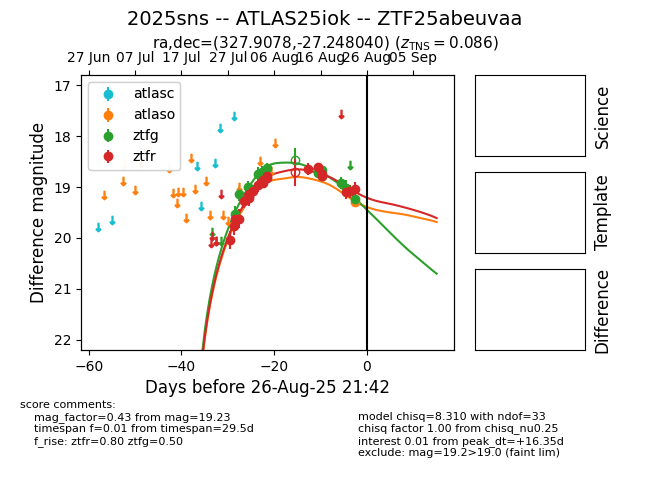 2025sns -- ATLAS25iok -- ZTF25abeuvaa
ra,dec=(327.9078,-27.248040) (z_TNS = 0.086)
27 Jun 07 Jul 17 Jul 27 Jul 06 Aug 16 Aug 26 Aug 05 Sep
17
18
19
20
21
22
Difference magnitude
atlasc
atlaso
ztfg
ztfr
−60 −40 −20 0
Days before 26-Aug-25 21:42
Science
Template
Difference
score comments:
mag_factor=0.43 from mag=19.23
timespan f=0.01 from timespan=29.5d
f_rise: ztfr=0.80 ztfg=0.50
model chisq=8.310 with ndof=33
chisq factor 1.00 from chisq_nu0.25
interest 0.01 from peak_dt=+16.35d
exclude: mag=19.2>19.0 (faint lim)